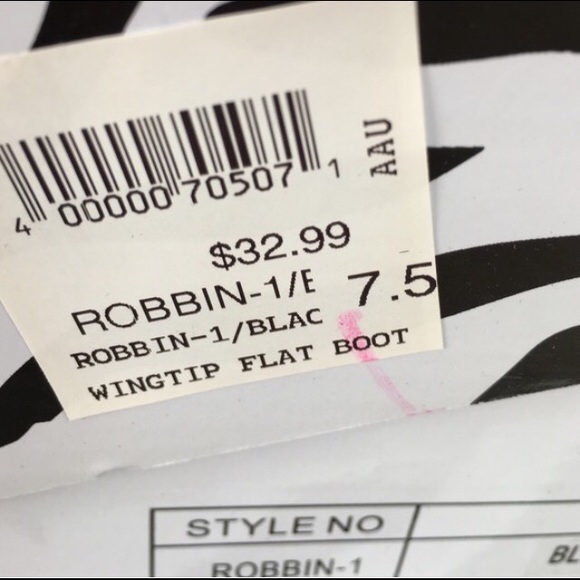 4 00000 70507 1
AAU
$32.99
ROBBIN-1/E 7.5
ROBBIN-1/BLAC
WINGTIP FLAT BOOT
STYLE NO
ROBBIN-1 BL